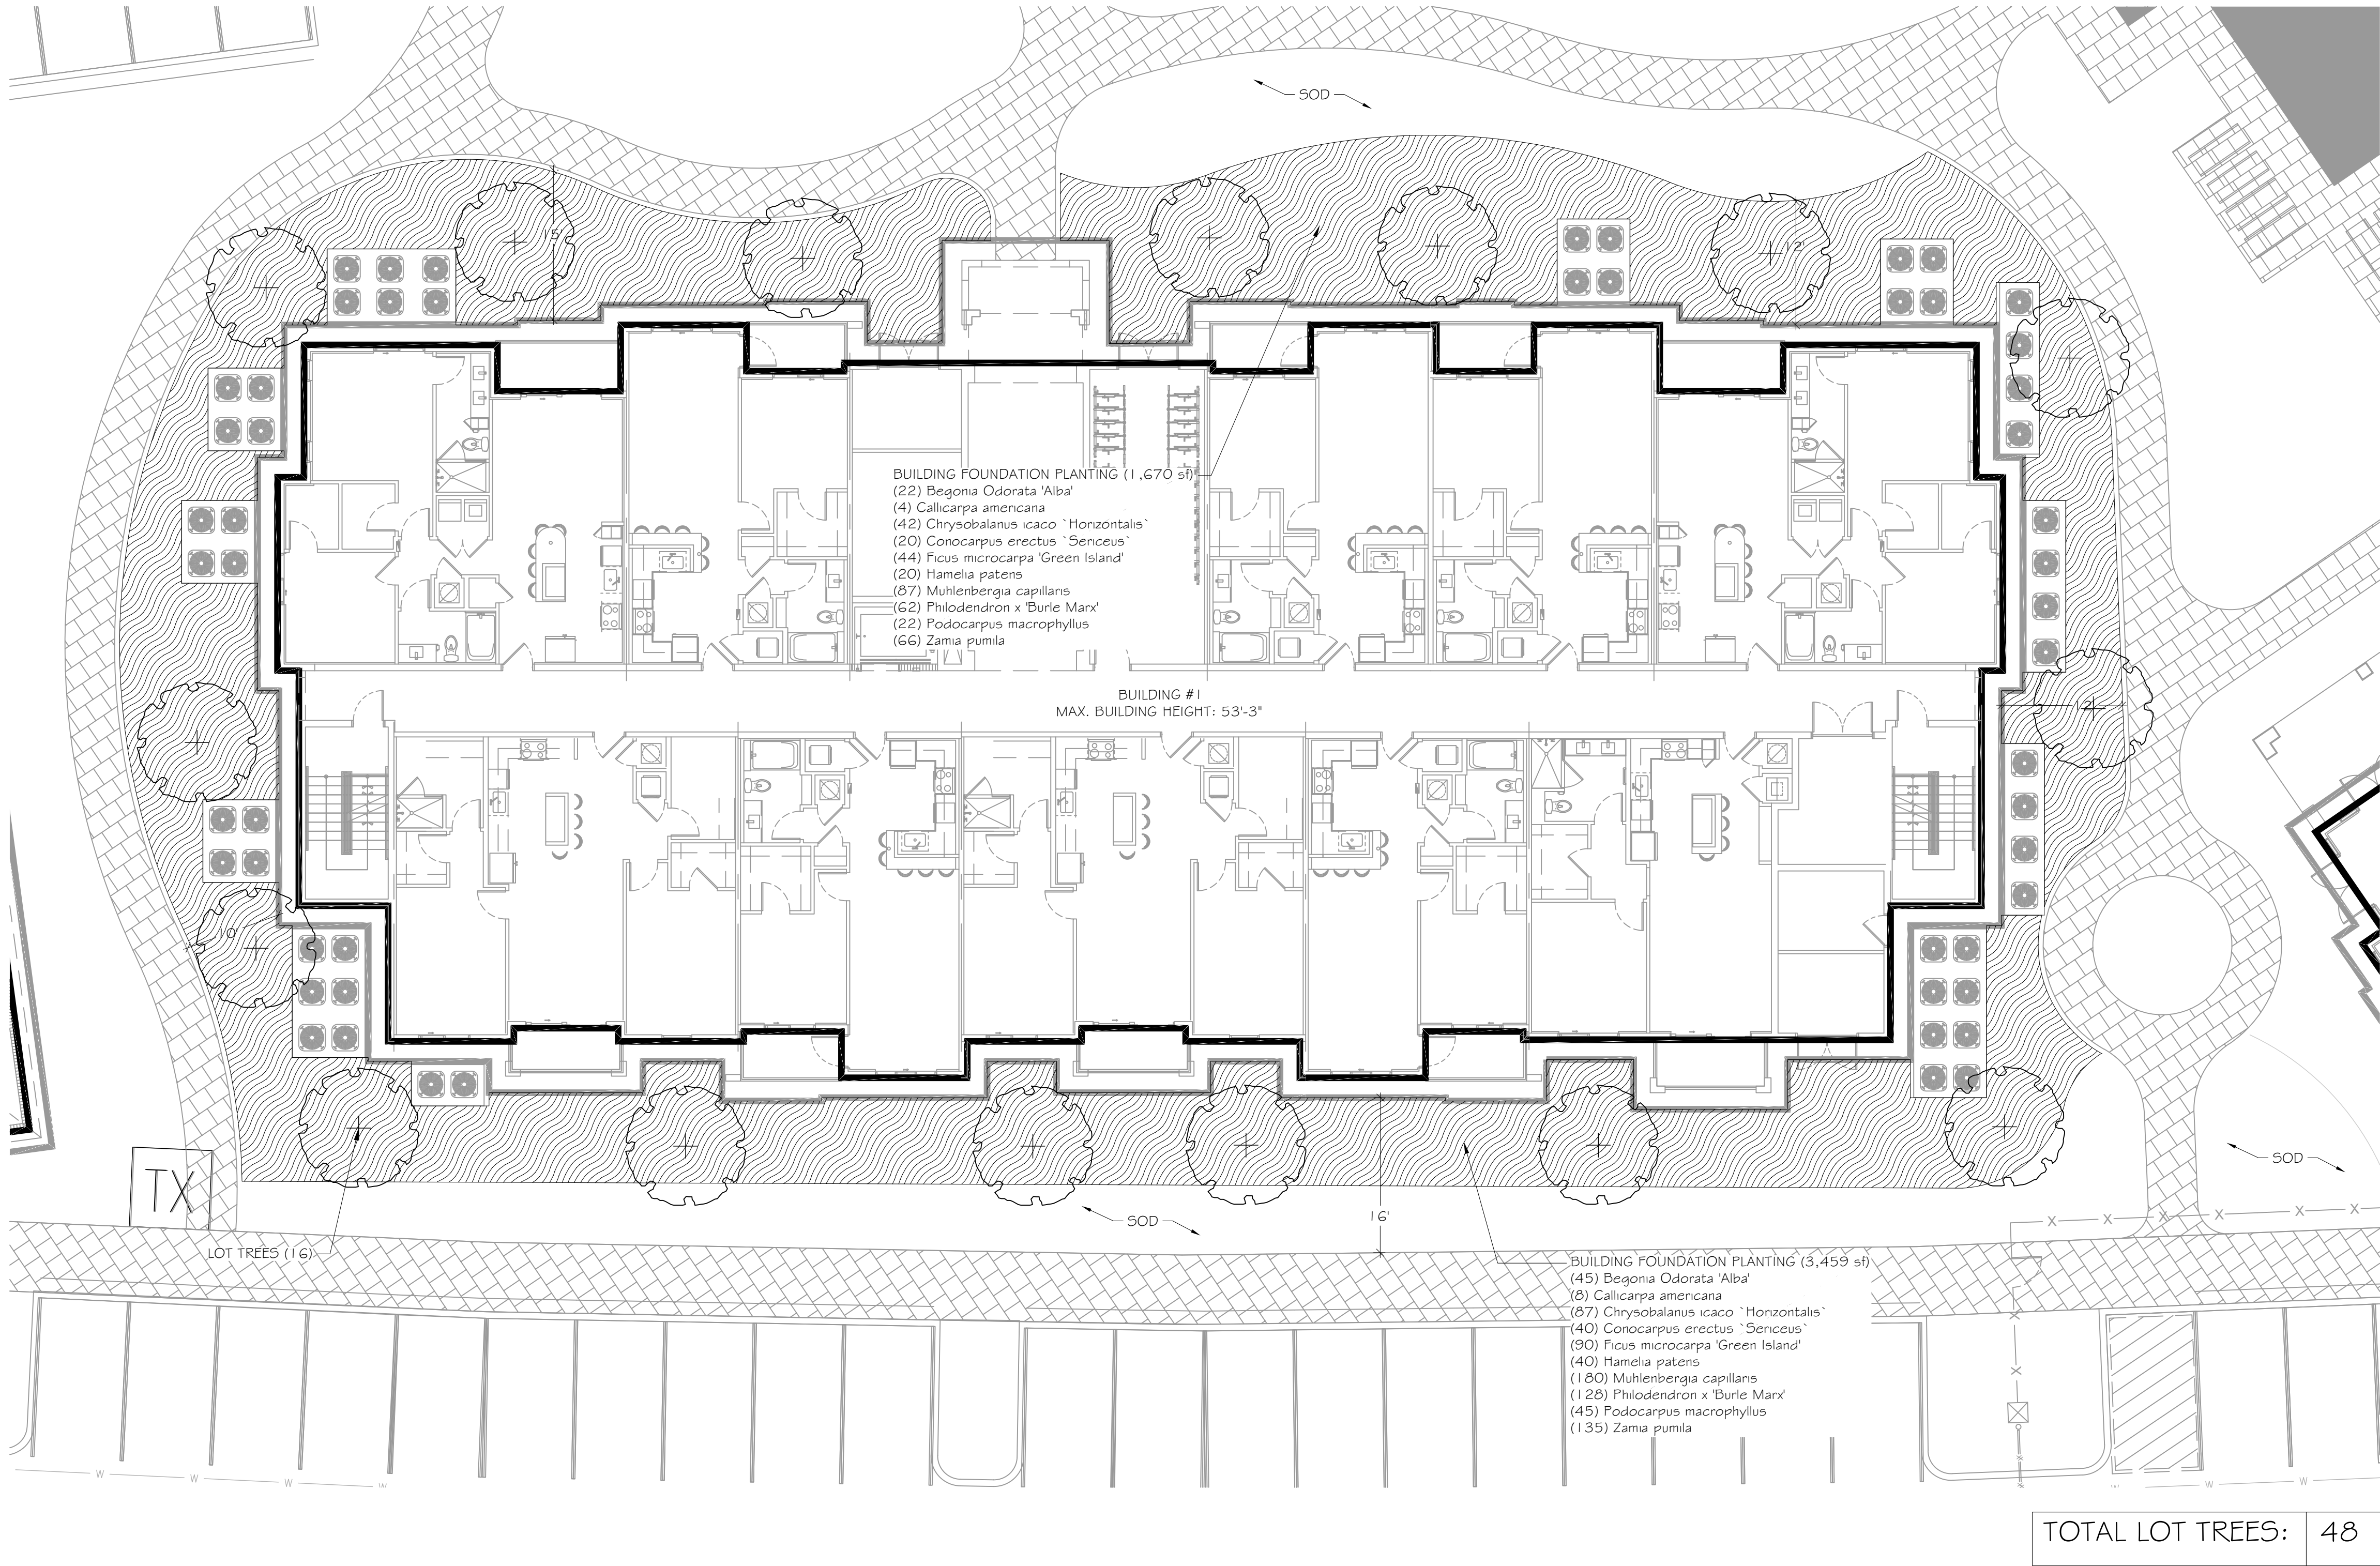 SOD
15'
12'
BUILDING FOUNDATION PLANTING (1,670 sf)
(22) Begonia Odorata 'Alba'
(4) Callicarpa americana
(42) Chrysobalanus icaco `Horizontalis`
(20) Conocarpus erectus `Sericeus`
(44) Ficus microcarpa 'Green Island'
(20) Hamelia patens
(87) Muhlenbergia capillaris
(62) Philodendron x 'Burle Marx'
(22) Podocarpus macrophyllus
(66) Zamia pumila
BUILDING #1
MAX. BUILDING HEIGHT: 53'-3"
12'
10'
SOD
TX
16'
SOD
X X X X X X
LOT TREES (16)
BUILDING FOUNDATION PLANTING (3,459 sf)
(45) Begonia Odorata 'Alba'
(8) Callicarpa americana
(87) Chrysobalanus icaco `Horizontalis`
(40) Conocarpus erectus `Sericeus`
(90) Ficus microcarpa 'Green Island'
(40) Hamelia patens
(180) Muhlenbergia capillaris
(128) Philodendron x 'Burle Marx'
(45) Podocarpus macrophyllus
(135) Zamia pumila
X
X
X
W W W W
W W W
TOTAL LOT TREES: 48